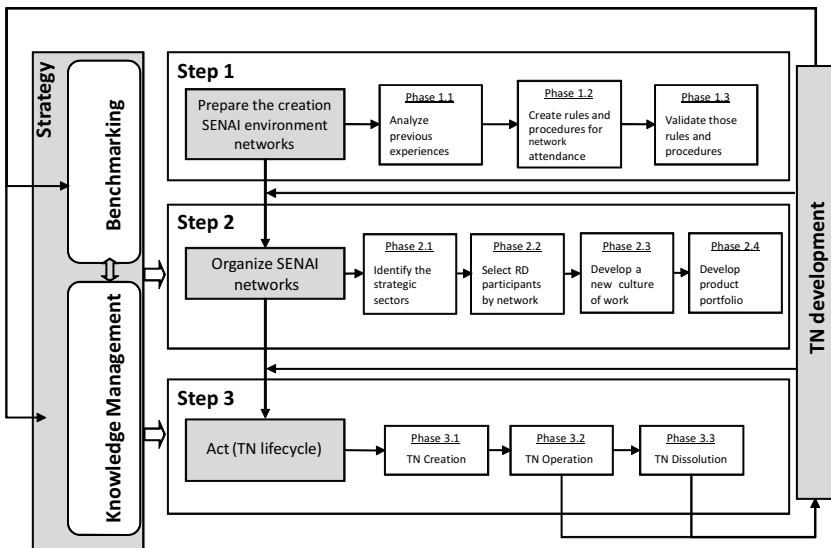 Strategy
Benchmarking
Knowledge Management
Step 1
Prepare the creation
SENAI environment
networks
Phase 1.1
Analyze
previous
experiences
Phase 1.2
Create rules and
procedures for
network
attendance
Phase 1.3
Validate those
rules and
procedures
Step 2
Organize SENAI
networks
Phase 2.1
Identify the
strategic
sectors
Phase 2.2
Select RD
participants
by network
Phase 2.3
Develop a
new culture
of work
Phase 2.4
Develop
product
portfolio
Step 3
Act (TN lifecycle)
Phase 3.1
TN Creation
Phase 3.2
TN Operation
Phase 3.3
TN Dissolution
TN development